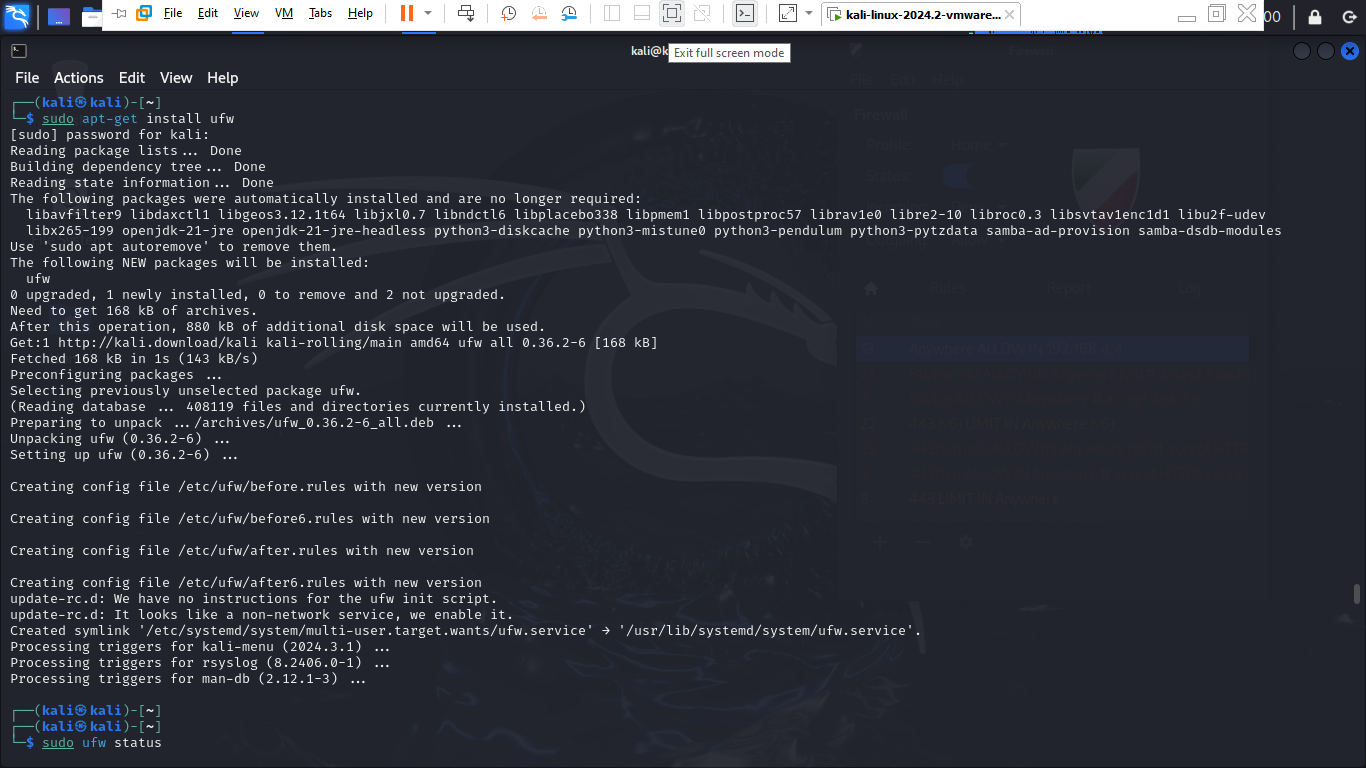 File Edit View VM Tabs Help
kali-linux-2024.2-vmware...
00
kali@k
Exit full screen mode
File Actions Edit View Help
File Edit Help
Firewall
Profile: Home
Status:
Rules Report Log
┌──(kali㉿kali)-[~]
└─$ sudo apt-get install ufw
[sudo] password for kali:
Reading package lists... Done
Building dependency tree... Done
Reading state information... Done
The following packages were automatically installed and are no longer required:
  libavfilter9 libdaxctl1 libgeos3.12.1t64 libjxl0.7 libndctl6 libplacebo338 libpmem1 libpostproc57 librav1e0 libre2-10 libroc0.3 libsvtav1enc1d1 libu2f-udev
  libx265-199 openjdk-21-jre openjdk-21-jre-headless python3-diskcache python3-mistune0 python3-pendulum python3-pytzdata samba-ad-provision samba-dsdb-modules
Use 'sudo apt autoremove' to remove them.
The following NEW packages will be installed:
  ufw
0 upgraded, 1 newly installed, 0 to remove and 2 not upgraded.
Need to get 168 kB of archives.
After this operation, 880 kB of additional disk space will be used.
Get:1 http://kali.download/kali kali-rolling/main amd64 ufw all 0.36.2-6 [168 kB]
Fetched 168 kB in 1s (143 kB/s)
Preconfiguring packages ...
Selecting previously unselected package ufw.
(Reading database ... 408119 files and directories currently installed.)
Preparing to unpack .../archives/ufw_0.36.2-6_all.deb ...
Unpacking ufw (0.36.2-6) ...
Setting up ufw (0.36.2-6) ...
Creating config file /etc/ufw/before.rules with new version
Creating config file /etc/ufw/before6.rules with new version
Creating config file /etc/ufw/after.rules with new version
Creating config file /etc/ufw/after6.rules with new version
update-rc.d: We have no instructions for the ufw init script.
update-rc.d: It looks like a non-network service, we enable it.
Created symlink '/etc/systemd/system/multi-user.target.wants/ufw.service' → '/usr/lib/systemd/system/ufw.service'.
Processing triggers for kali-menu (2024.3.1) ...
Processing triggers for rsyslog (8.2406.0-1) ...
Processing triggers for man-db (2.12.1-3) ...
┌──(kali㉿kali)-[~]
┌──(kali㉿kali)-[~]
└─$ sudo ufw status